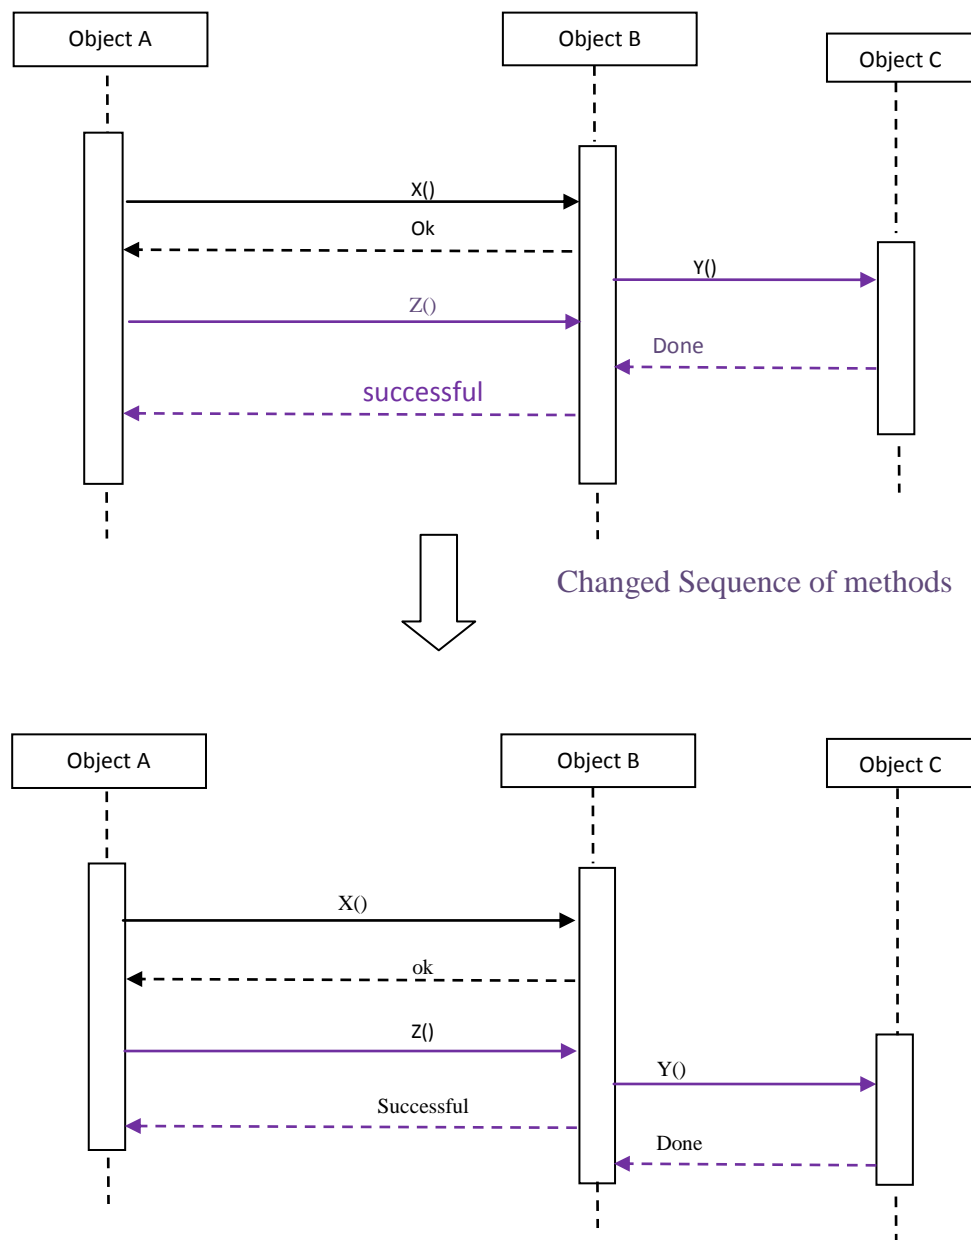 Object A
Object B
Object C
X()
Ok
Y()
Z()
Done
successful
Changed Sequence of methods
Object A
Object B
Object C
X()
ok
Z()
Y()
Successful
Done